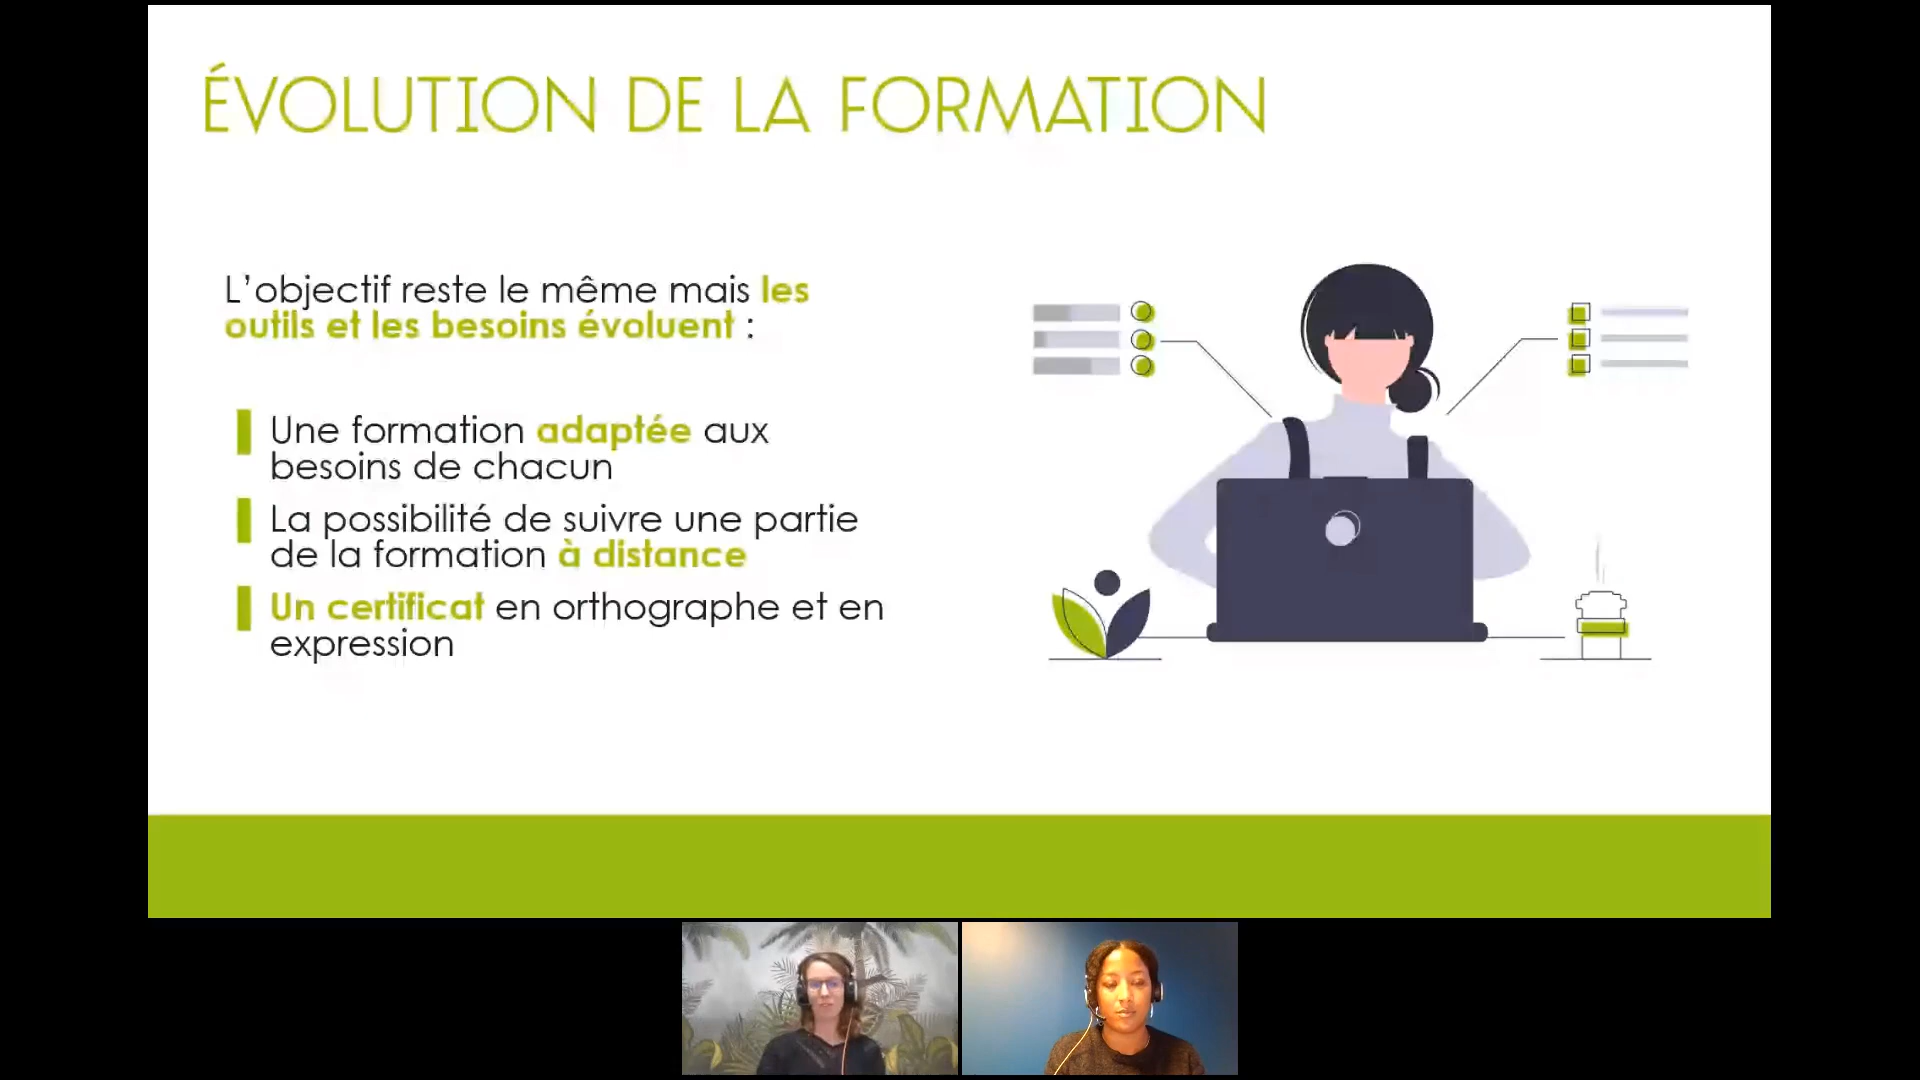 ÉVOLUTION DE LA FORMATION
L’objectif reste le même mais les
outils et les besoins évoluent :
Une formation adaptée aux
besoins de chacun
La possibilité de suivre une partie
de la formation à distance
Un certificat en orthographe et en
expression